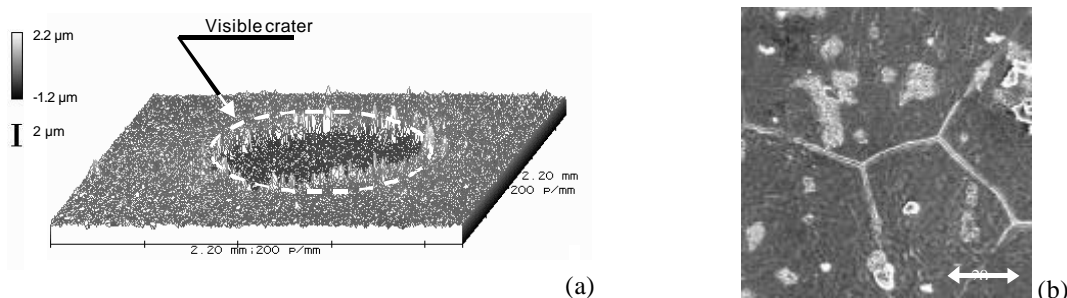 Visible crater
2.2 µm
-1.2 µm
2 µm
2.20 mm
200 p/mm
2.20 mm;200 p/mm
(a)
(b)